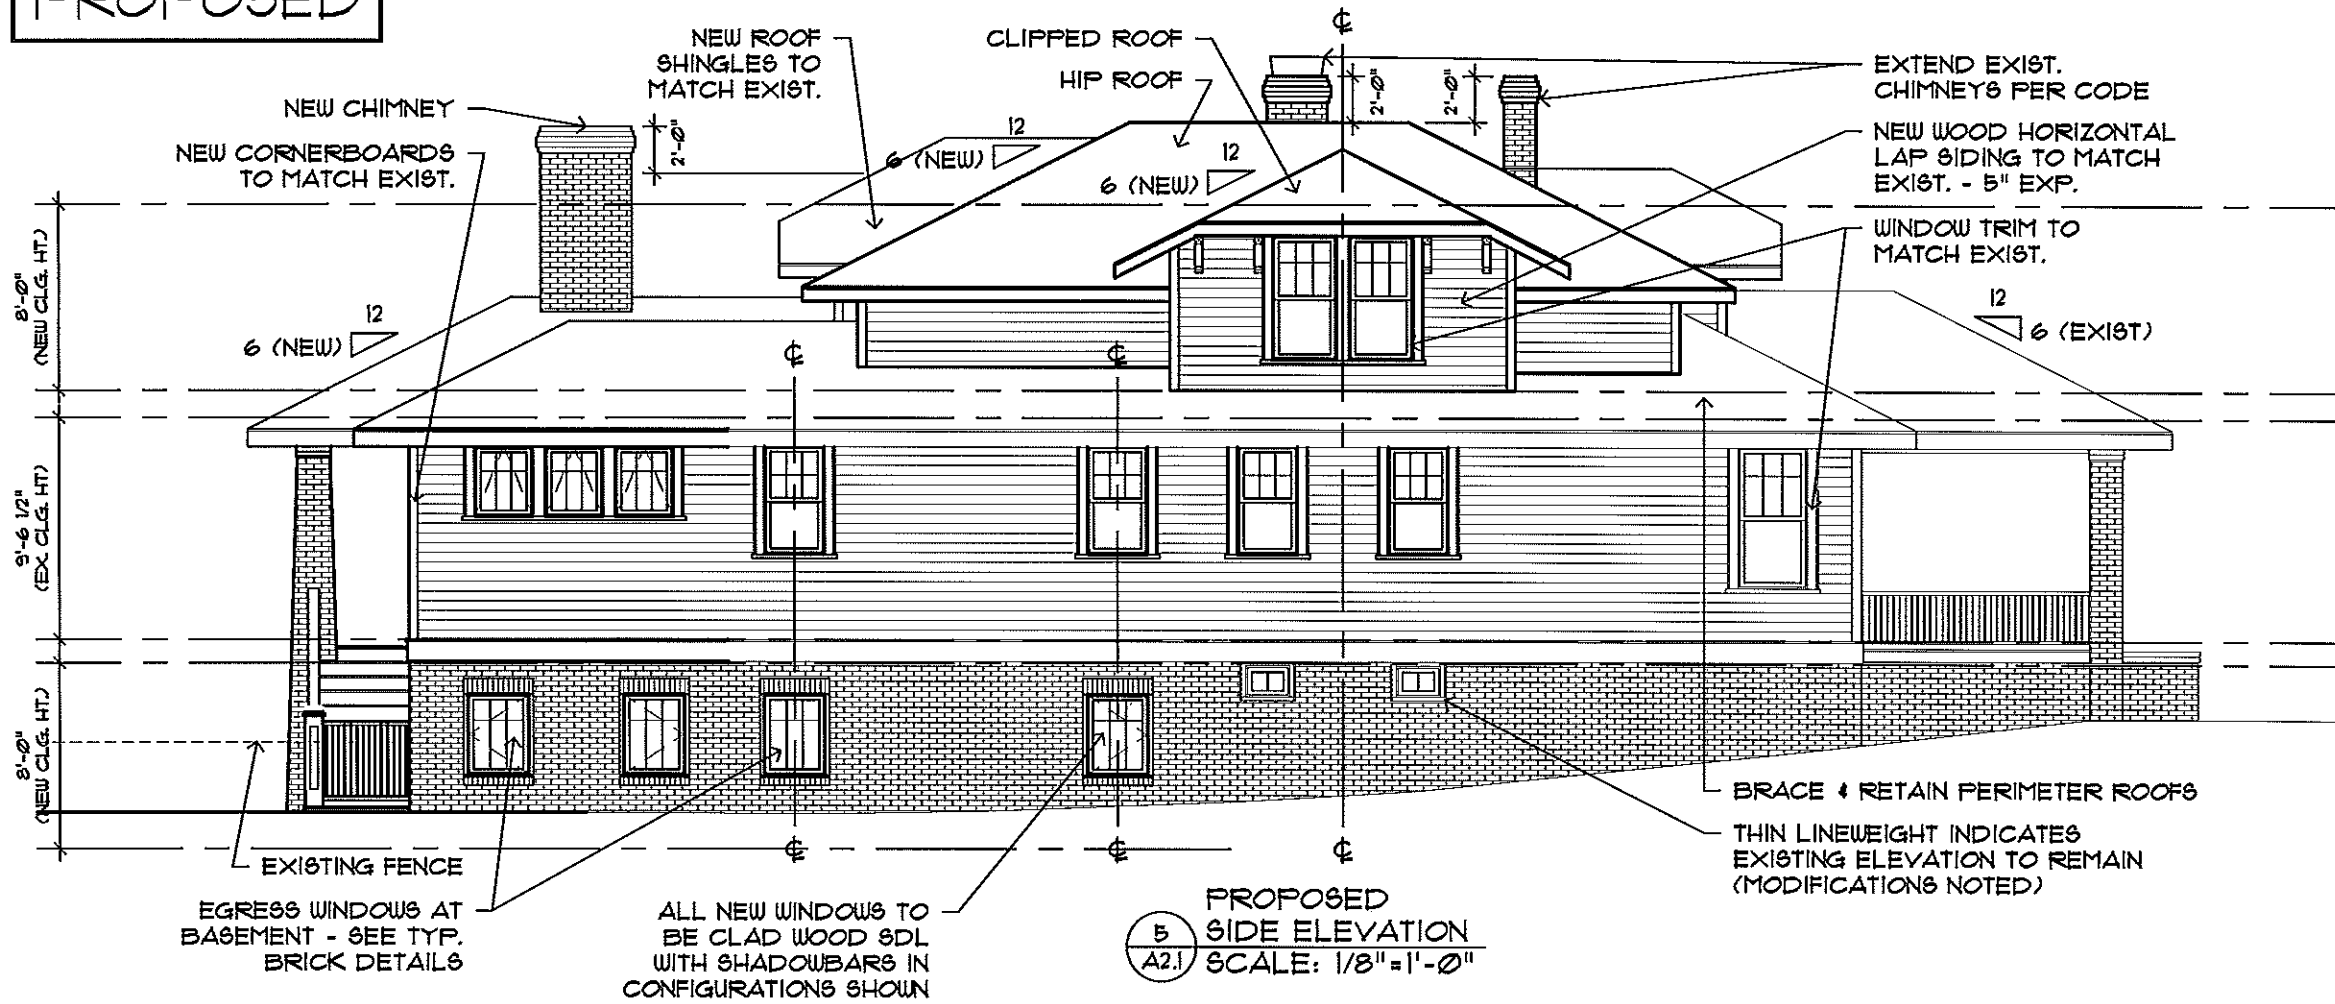 PROPOSED
NEW ROOF
SHINGLES TO
MATCH EXIST.
CLIPPED ROOF
HIP ROOF
NEW CHIMNEY
NEW CORNERBOARDS
TO MATCH EXIST.
EXTEND EXIST.
CHIMNEYS PER CODE
NEW WOOD HORIZONTAL
LAP SIDING TO MATCH
EXIST. - 5" EXP.
WINDOW TRIM TO
MATCH EXIST.
2'-0"
2'-0"
2'-0"
12
6 (NEW)
12
6 (NEW)
12
6 (NEW)
12
6 (EXIST)
8'-0"
(NEW CLG. HT.)
9'-6 1/2"
(EX. CLG. HT.)
8'-0"
(NEW CLG. HT.)
EXISTING FENCE
EGRESS WINDOWS AT
BASEMENT - SEE TYP.
BRICK DETAILS
ALL NEW WINDOWS TO
BE CLAD WOOD SDL
WITH SHADOWBARS IN
CONFIGURATIONS SHOWN
BRACE & RETAIN PERIMETER ROOFS
THIN LINEWEIGHT INDICATES
EXISTING ELEVATION TO REMAIN
(MODIFICATIONS NOTED)
5
A2.1
PROPOSED
SIDE ELEVATION
SCALE: 1/8"=1'-0"